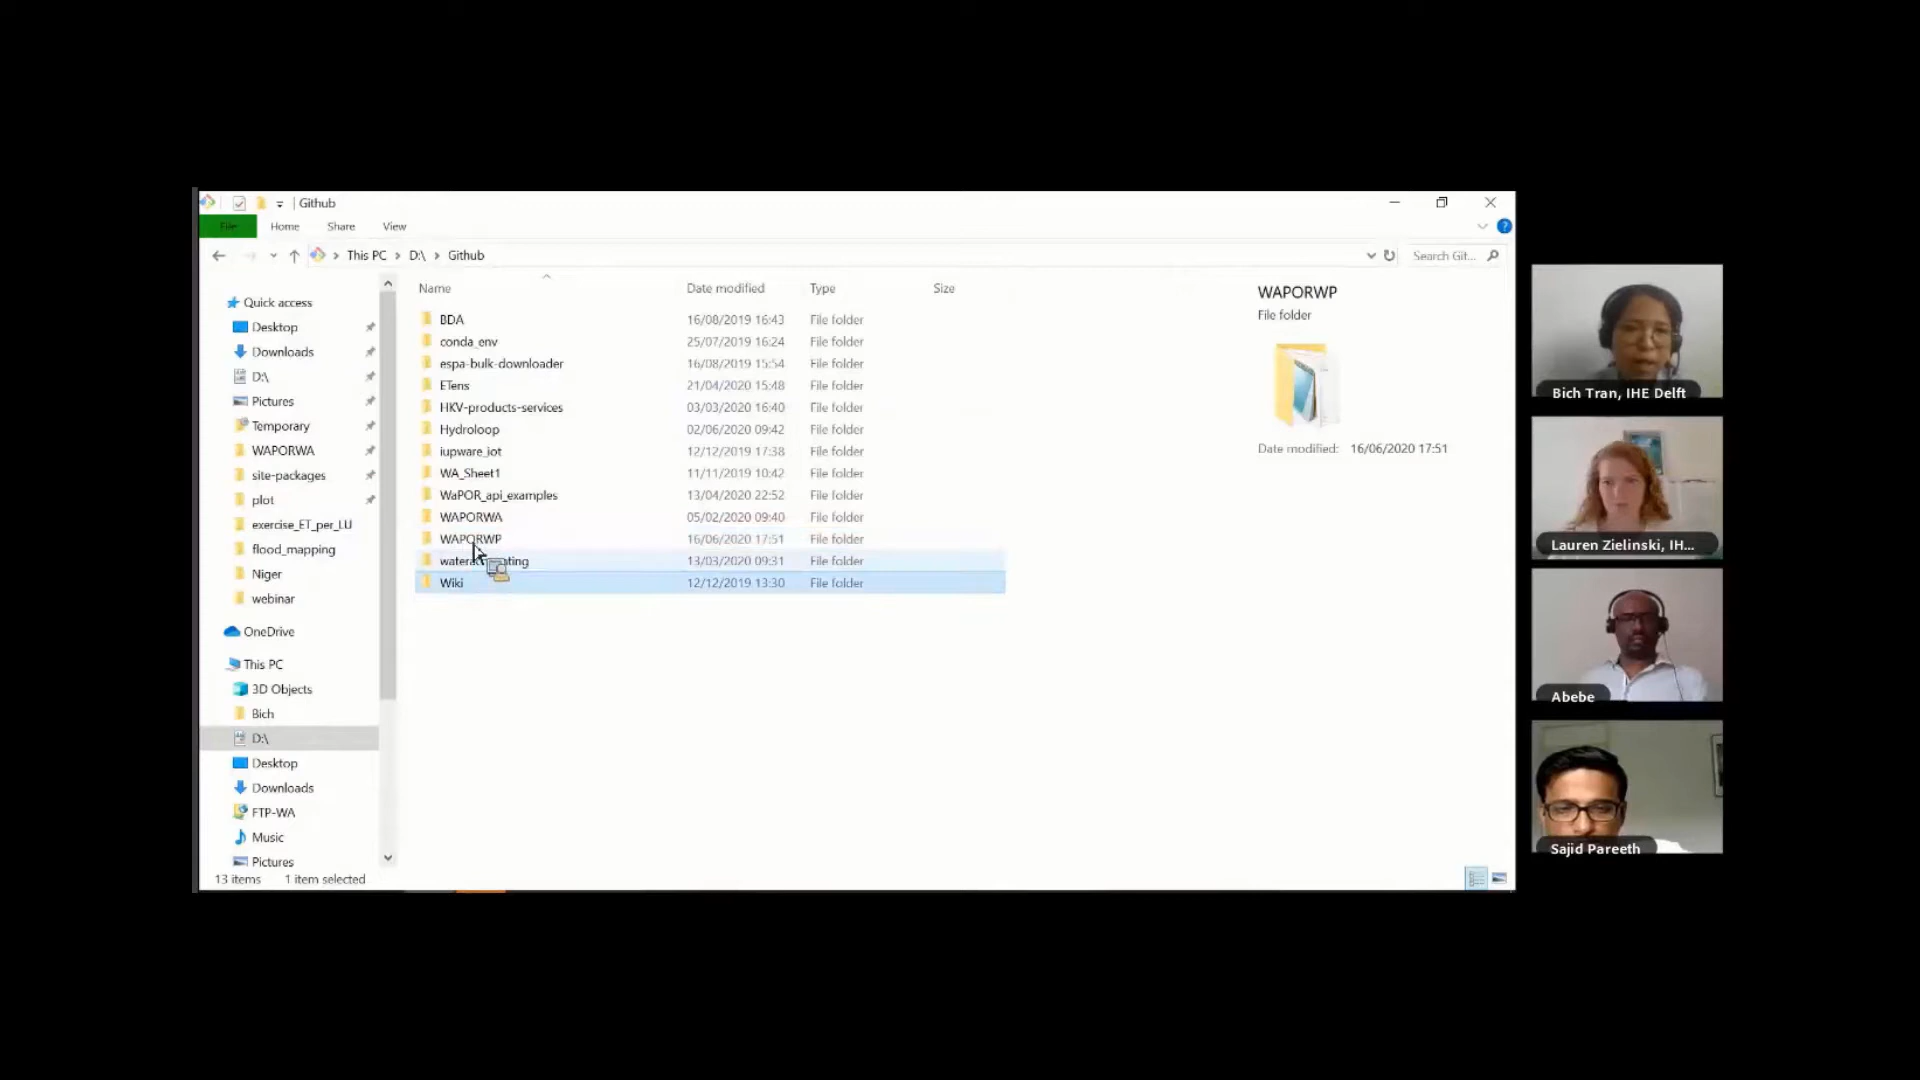 Github
File Home Share View
This PC D:\ Github Search Git...
Name Date modified Type Size
BDA 16/08/2019 16:43 File folder
conda_env 25/07/2019 16:24 File folder
espa-bulk-downloader 16/08/2019 15:54 File folder
ETens 21/04/2020 15:48 File folder
HKV-products-services 03/03/2020 16:40 File folder
Hydroloop 02/06/2020 09:42 File folder
iupware_iot 12/12/2019 17:38 File folder
WA_Sheet1 11/11/2019 10:42 File folder
WaPOR_api_examples 13/04/2020 22:52 File folder
WAPORWA 05/02/2020 09:40 File folder
WAPORWP 16/06/2020 17:51 File folder
13/03/2020 09:31 File folder
Wiki 12/12/2019 13:30 File folder
Quick access
Desktop
Downloads
D:\
Pictures
Temporary
WAPORWA
site-packages
plot
exercise_ET_per_LU
flood_mapping
Niger
webinar
OneDrive
This PC
3D Objects
Bich
D:\
Desktop
Downloads
FTP-WA
Music
Pictures
13 items 1 item selected
WAPORWP
File folder
Date modified: 16/06/2020 17:51
Bich Tran, IHE Delft
Lauren Zielinski, IH...
Abebe
Sajid Pareeth